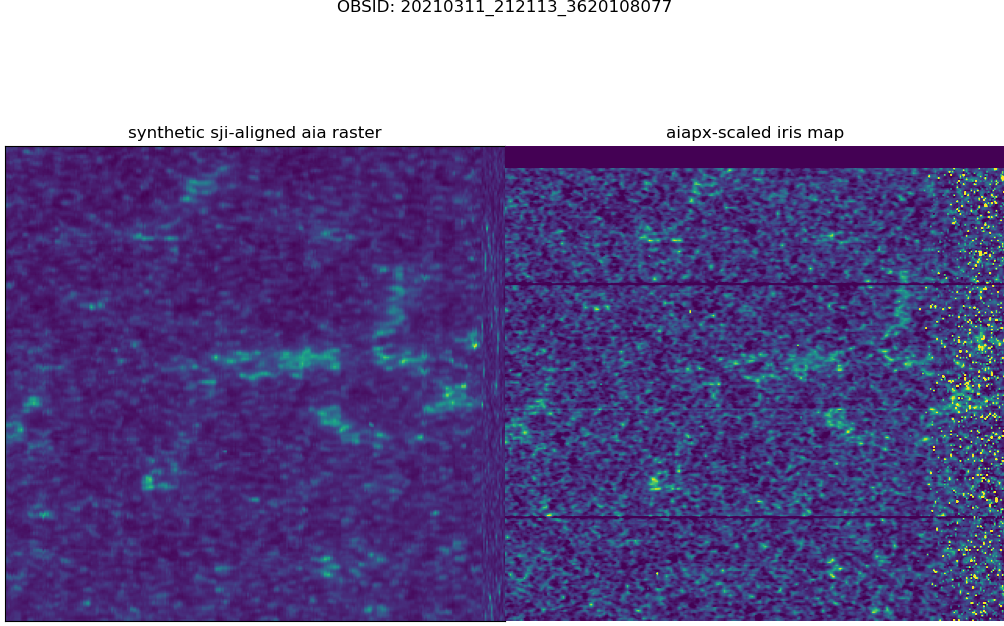 OBSID: 20210311_212113_3620108077
synthetic sji-aligned aia raster
aiapx-scaled iris map